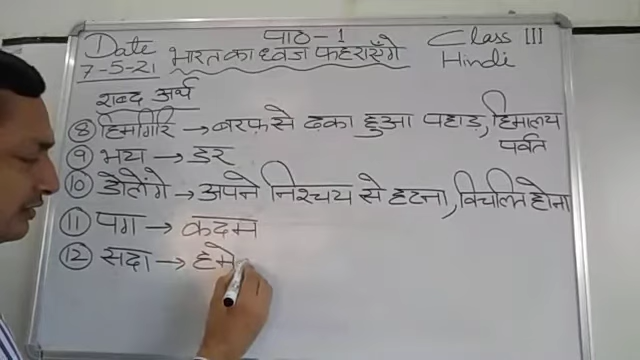 पाठ-1
Date
7-5-21
भारत का ध्वज फहराएँगे
Class III
Hindi
शब्द अर्थ
⑧ हिमगिरि → बरफ़ से ढका हुआ पहाड़, हिमालय
पर्वत
⑨ भय → डर
⑩ डोलेंगे → अपने निश्चय से हटना, विचलित होना
⑪ पग → कदम
⑫ सदा → हमे